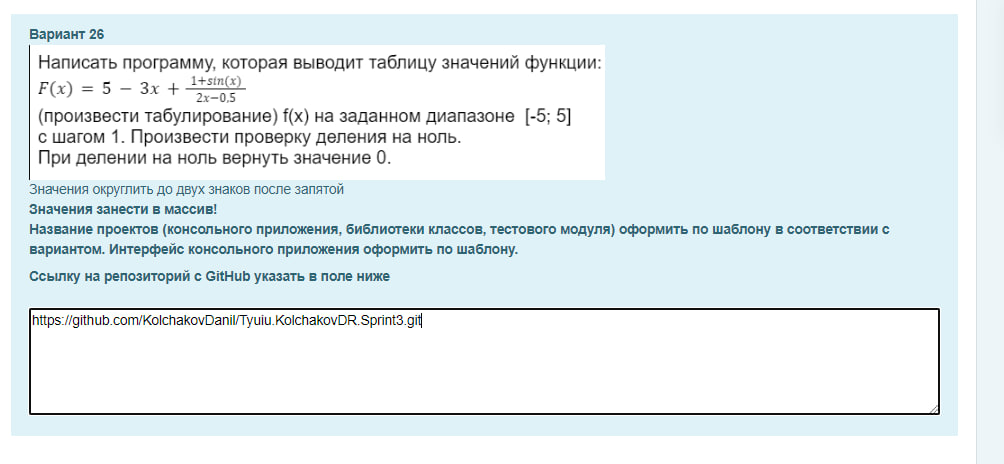 Вариант 26
Написать программу, которая выводит таблицу значений функции:
F(x) = 5 − 3x + \frac{1+sin(x)}{2x−0,5}
(произвести табулирование) f(x) на заданном диапазоне [-5; 5]
с шагом 1. Произвести проверку деления на ноль.
При делении на ноль вернуть значение 0.
Значения округлить до двух знаков после запятой
Значения занести в массив!
Название проектов (консольного приложения, библиотеки классов, тестового модуля) оформить по шаблону в соответствии с
вариантом. Интерфейс консольного приложения оформить по шаблону.
Ссылку на репозиторий с GitHub указать в поле ниже
https://github.com/KolchakovDanil/Tyuiu.KolchakovDR.Sprint3.git